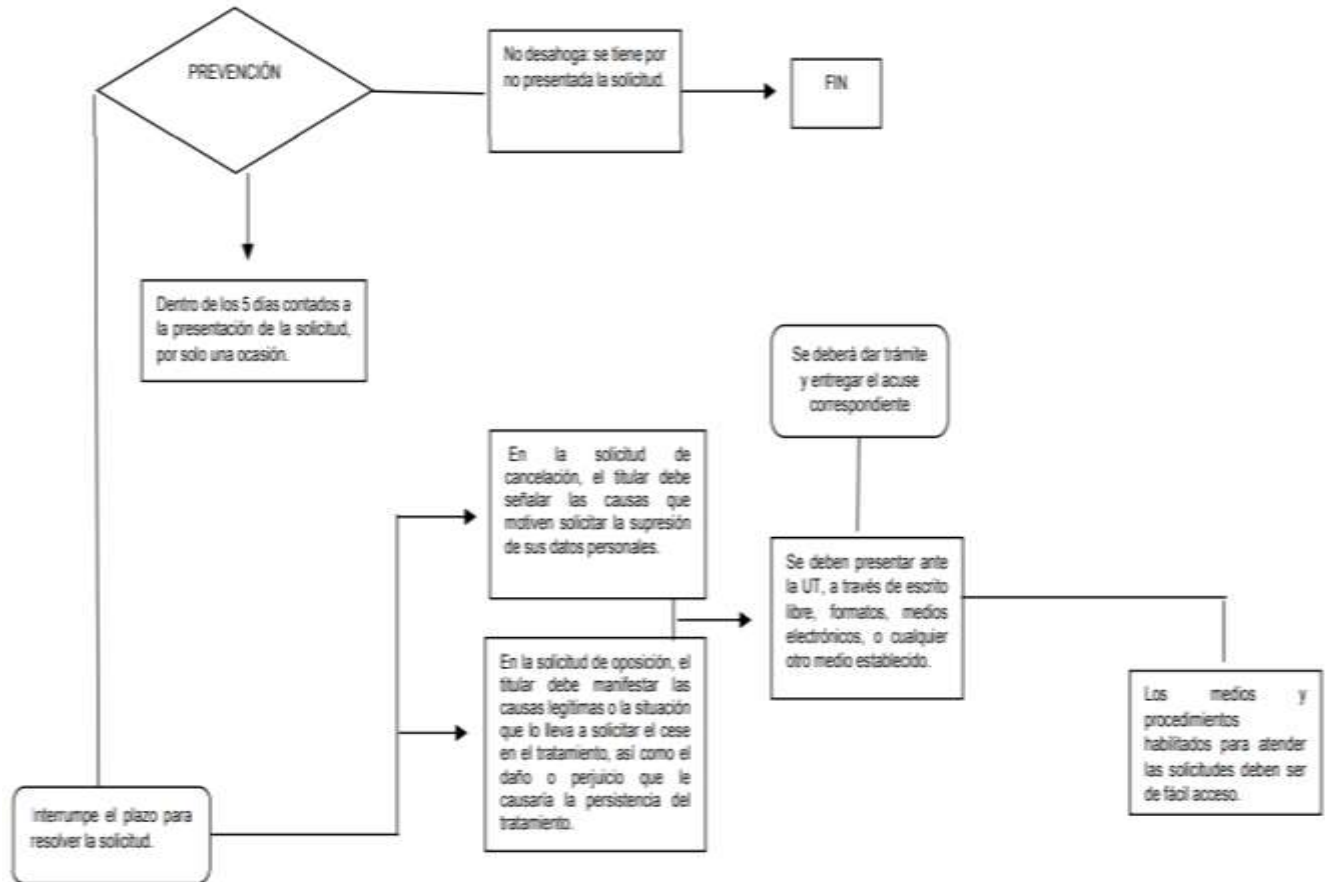 PREVENCIÓN
No desahoga: se tiene por
no presentada la solicitud.
FIN
Dentro de los 5 días contados a
la presentación de la solicitud,
por solo una ocasión.
Se deberá dar trámite
y entregar el acuse
correspondiente
En la solicitud de
cancelación, el titular debe
señalar las causas que
motiven solicitar la supresión
de sus datos personales.
Se deben presentar ante
la UT, a través de escrito
libre, formatos, medios
electrónicos, o cualquier
otro medio establecido.
En la solicitud de oposición, el
titular debe manifestar las
causas legítimas o la situación
que lo lleva a solicitar el cese
en el tratamiento, así como el
daño o perjuicio que le
causaría la persistencia del
tratamiento.
Los medios y
procedimientos
habilitados para atender
las solicitudes deben ser
de fácil acceso.
Interrumpe el plazo para
resolver la solicitud.